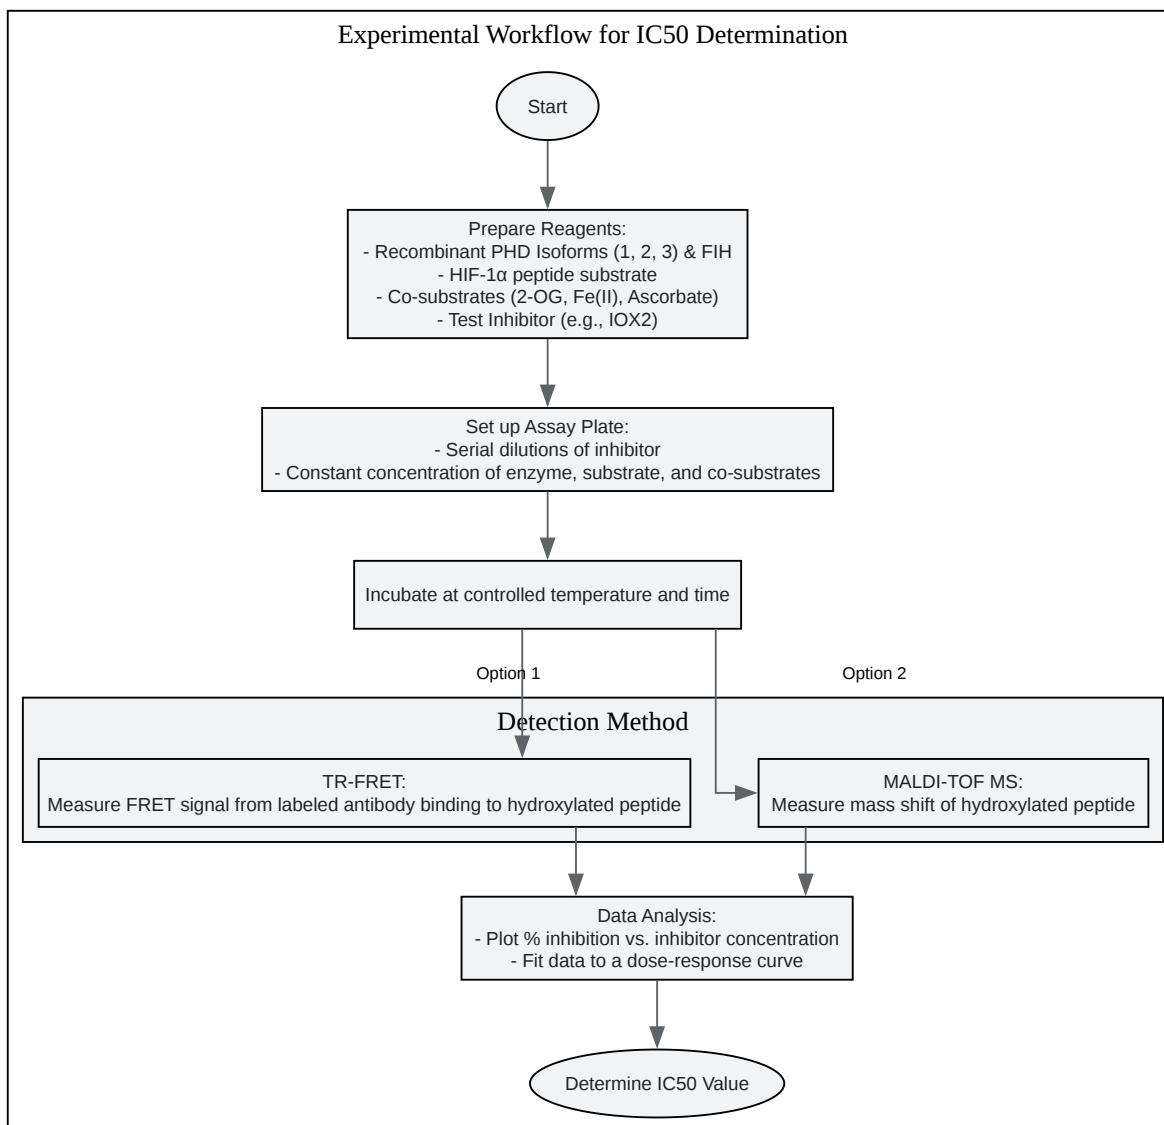 Experimental Workflow for IC50 Determination
Start
Prepare Reagents:
- Recombinant PHD Isoforms (1, 2, 3) & FIH
- HIF-1α peptide substrate
- Co-substrates (2-OG, Fe(II), Ascorbate)
- Test Inhibitor (e.g., IOX2)
Set up Assay Plate:
- Serial dilutions of inhibitor
- Constant concentration of enzyme, substrate, and co-substrates
Incubate at controlled temperature and time
Option 1
Option 2
Detection Method
TR-FRET:
Measure FRET signal from labeled antibody binding to hydroxylated peptide
MALDI-TOF MS:
Measure mass shift of hydroxylated peptide
Data Analysis:
- Plot % inhibition vs. inhibitor concentration
- Fit data to a dose-response curve
Determine IC50 Value